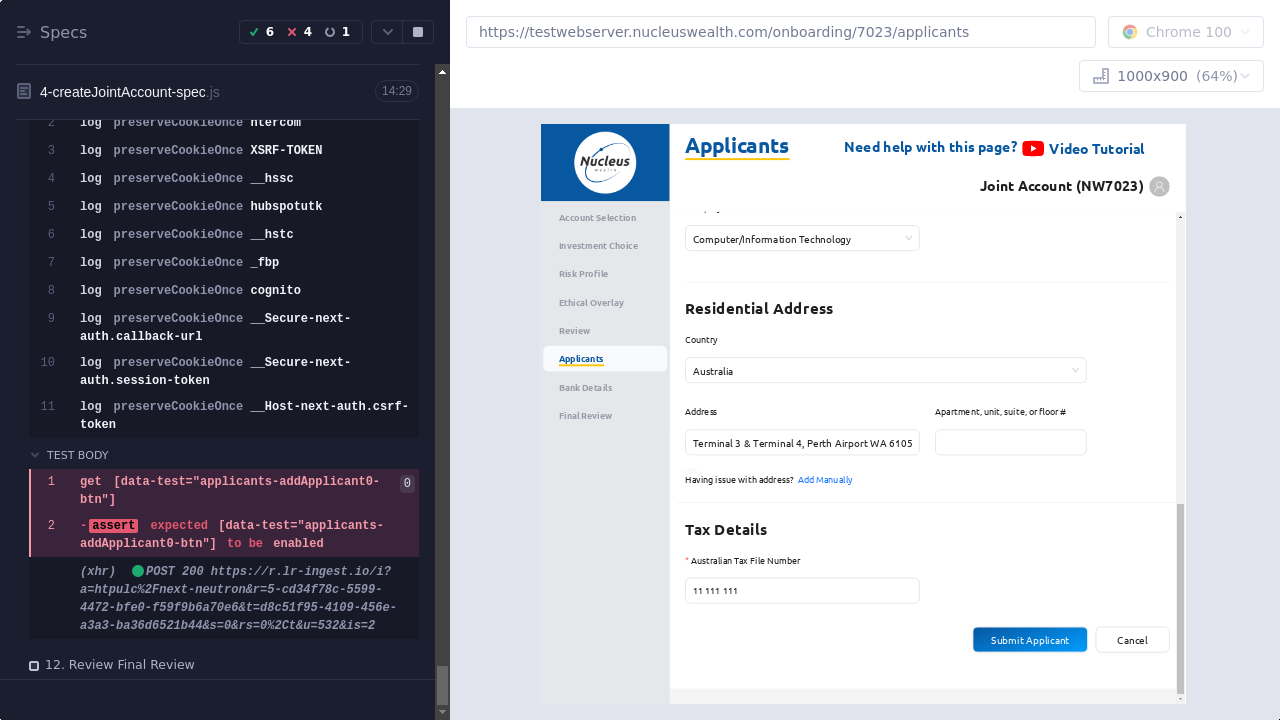 Specs
6
4
1
4-createJointAccount-spec.js
14:29
2 log preserveCookieOnce ntercom
3 log preserveCookieOnce XSRF-TOKEN
4 log preserveCookieOnce __hssc
5 log preserveCookieOnce hubspotutk
6 log preserveCookieOnce __hstc
7 log preserveCookieOnce _fbp
8 log preserveCookieOnce cognito
9 log preserveCookieOnce __Secure-next-
auth.callback-url
10 log preserveCookieOnce __Secure-next-
auth.session-token
11 log preserveCookieOnce __Host-next-auth.csrf-
token
TEST BODY
1 get [data-test="applicants-addApplicant0-
btn"]
0
2 -assert expected [data-test="applicants-
addApplicant0-btn"] to be enabled
(xhr) POST 200 https://r.lr-ingest.io/i?
a=htpulc%2Fnext-neutron&r=5-cd34f78c-5599-
4472-bfe0-f59f9b6a70e6&t=d8c51f95-4109-456e-
a3a3-ba36d6521b44&s=0&rs=0%2Ct&u=532&is=2
12. Review Final Review
https://testwebserver.nucleuswealth.com/onboarding/7023/applicants
Chrome 100
1000x900 (64%)
Nucleus
Wealth
Account Selection
Investment Choice
Risk Profile
Ethical Overlay
Review
Applicants
Bank Details
Final Review
Applicants
Need help with this page?
Video Tutorial
Joint Account (NW7023)
Computer/Information Technology
Residential Address
Country
Australia
Address
Apartment, unit, suite, or floor #
Terminal 3 & Terminal 4, Perth Airport WA 6105
Having issue with address? Add Manually
Tax Details
* Australian Tax File Number
11 111 111
Submit Applicant
Cancel